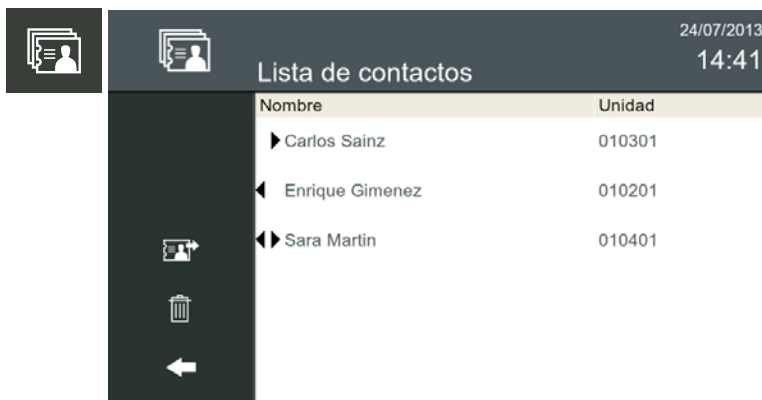 24/07/2013
14:41
Lista de contactos
Nombre Unidad
Carlos Sainz 010301
Enrique Gimenez 010201
Sara Martin 010401